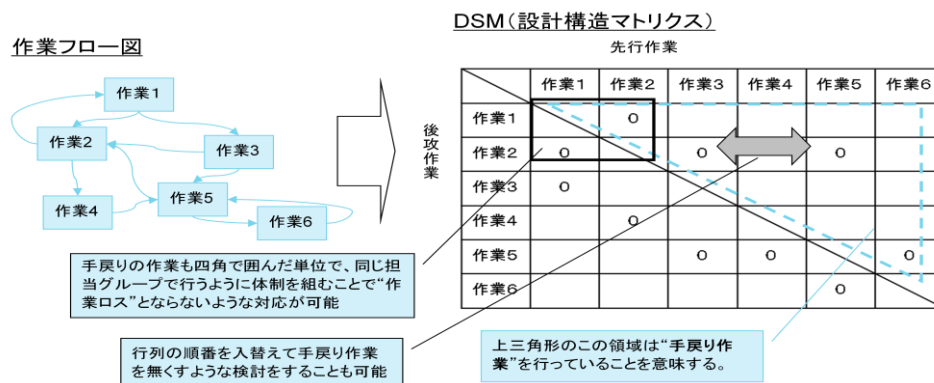 DSM(設計構造マトリクス)
作業フロー図
先行作業
作業1
作業2
作業3
作業4
作業5
作業6
後攻作業
作業1 作業2 作業3 作業4 作業5 作業6
作業1 O
作業2 O O O
作業3 O
作業4 O
作業5 O O O
作業6 O
手戻りの作業も四角で囲んだ単位で、同じ担
当グループで行うように体制を組むことで“作
業ロス”とならないような対応が可能
行列の順番を入替えて手戻り作業
を無くすような検討をすることも可能
上三角形のこの領域は“手戻り作
業”を行っていることを意味する。